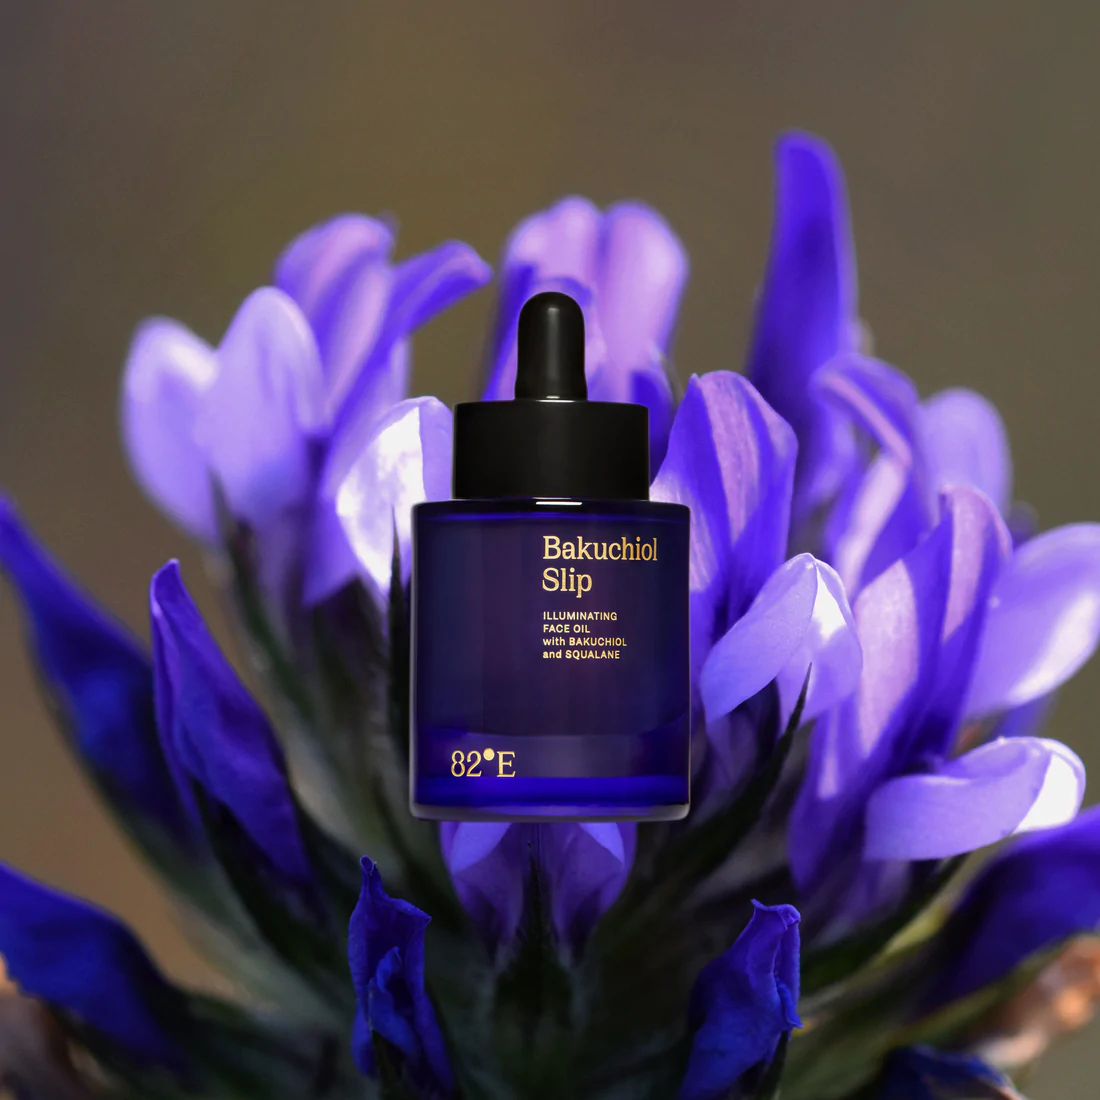 Bakuchiol
Slip
ILLUMINATING
FACE OIL
with BAKUCHIOL
and SQUALANE
82°E